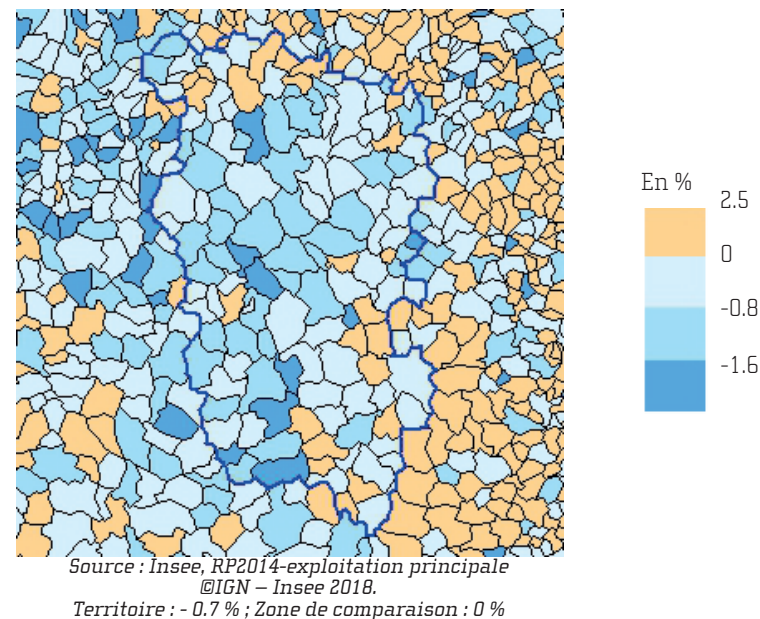 En %
2.5
0
-0.8
-1.6
Source : Insee, RP2014-exploitation principale
©IGN – Insee 2018.
Territoire : - 0.7 % ; Zone de comparaison : 0 %